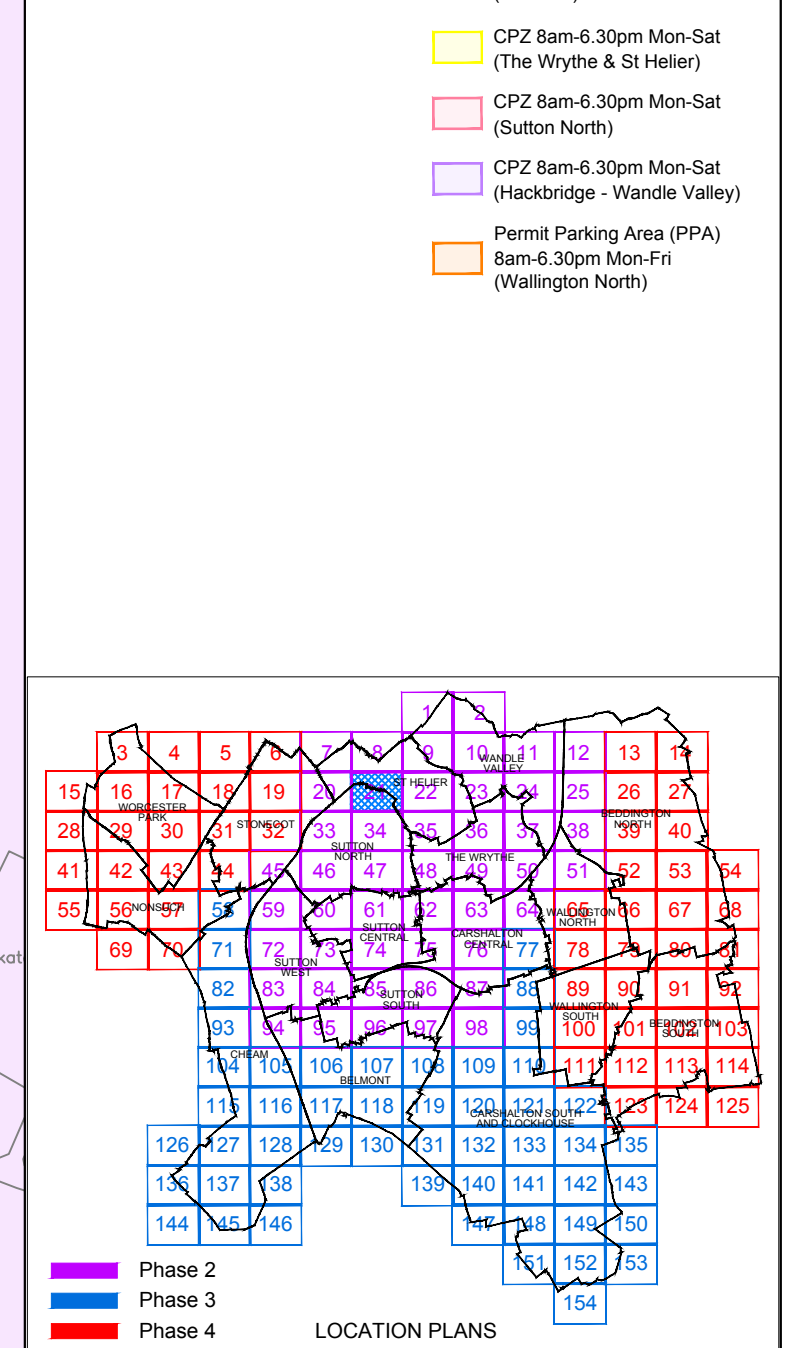 CPZ 8am-6.30pm Mon-Sat
(The Wrythe & St Helier)
CPZ 8am-6.30pm Mon-Sat
(Sutton North)
CPZ 8am-6.30pm Mon-Sat
(Hackbridge - Wandle Valley)
Permit Parking Area (PPA)
8am-6.30pm Mon-Fri
(Wallington North)
1 2
3 4 5 6 7 8 9 10 11 12 13 14
WANDLE
VALLEY
15 16 17 18 19 20 22 23 24 25 26 27
ST HELIER
WORCESTER
PARK
28 29 30 31 32 33 34 35 36 37 38 39 40
STONECOT
BEDDINGTON
NORTH
SUTTON
NORTH
THE WRYTHE
41 42 43 44 45 46 47 48 49 50 51 52 53 54
55 56 57 58 59 60 61 62 63 64 65 66 67 68
NONSUCH
WALLINGTON
NORTH
SUTTON
CENTRAL
CARSHALTON
CENTRAL
69 70 71 72 73 74 75 76 77 78 79 80 81
SUTTON
WEST
82 83 84 85 86 87 88 89 90 91 92
SUTTON
SOUTH
WALLINGTON
SOUTH
93 94 95 96 97 98 99 100 101 102 103
BEDDINGTON
SOUTH
CHEAM
104 105 106 107 108 109 110 111 112 113 114
BELMONT
115 116 117 118 119 120 121 122 123 124 125
CARSHALTON SOUTH
AND CLOCKHOUSE
126 127 128 129 130 131 132 133 134 135
136 137 138 139 140 141 142 143
144 145 146 147 148 149 150
151 152 153
154
Phase 2
Phase 3
Phase 4
LOCATION PLANS